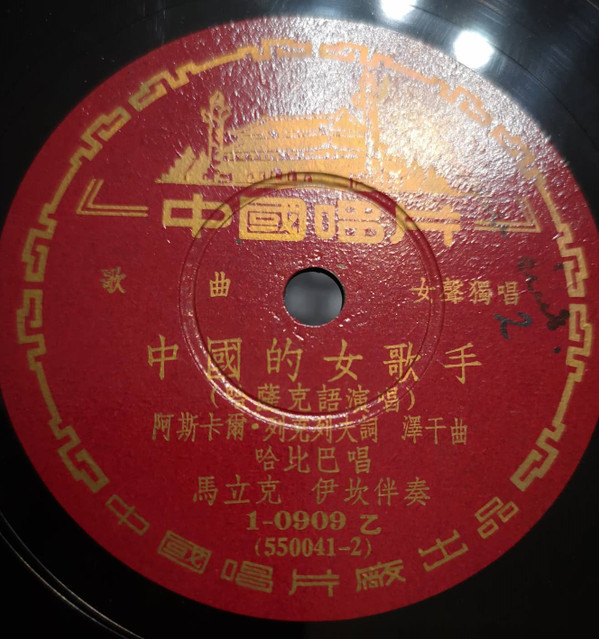 中國唱片
歌曲 女聲獨唱
中國的女歌手
薩克語演唱)
阿斯卡爾·列克列夫詞 澤干曲
哈比巴唱
馬立克 伊坎伴奏
1-0909 乙
(550041-2)
中國唱片廠出品
2